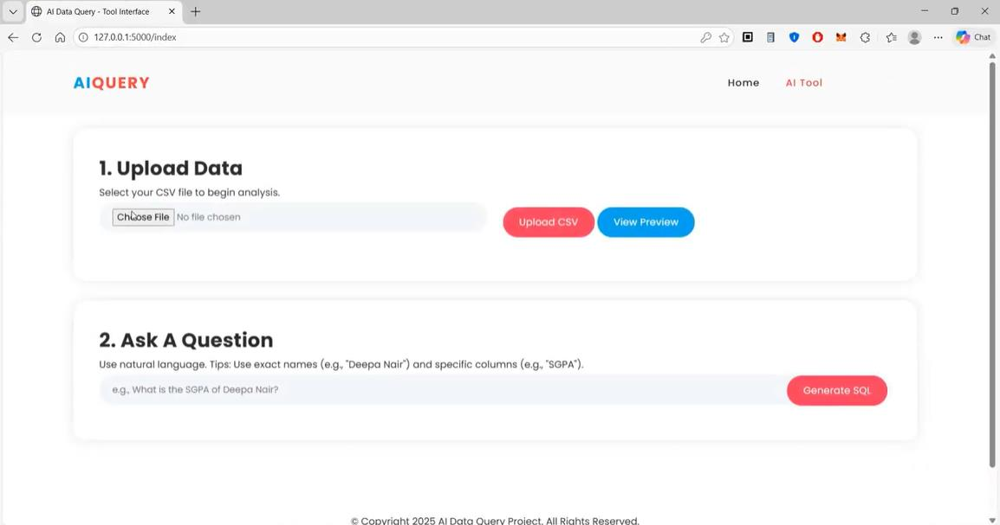 AI Data Query - Tool Interface
127.0.0.1:5000/index
Chat
AIQUERY
Home
AI Tool
1. Upload Data
Select your CSV file to begin analysis.
Choose File No file chosen
Upload CSV
View Preview
2. Ask A Question
Use natural language. Tips: Use exact names (e.g., "Deepa Nair") and specific columns (e.g., "SGPA").
e.g., What is the SGPA of Deepa Nair?
Generate SQL
© Copyright 2025 AI Data Query Project. All Rights Reserved.